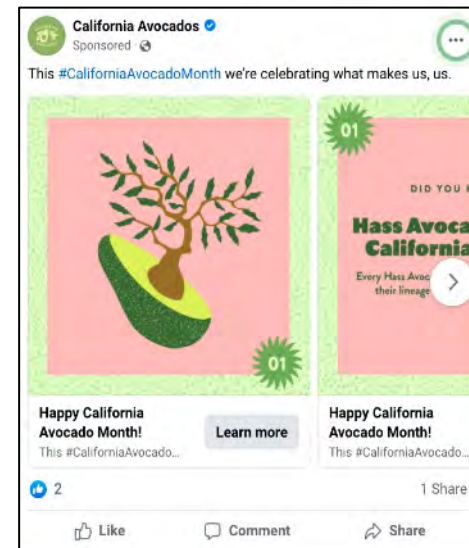 California Avocados
Sponsored ·
This #CaliforniaAvocadoMonth we're celebrating what makes us, us.
01
Happy California
Avocado Month!
This #CaliforniaAvocado...
Learn more
01
DID YOU
Hass Avoca
California
Every Hass Avoc
their lineage
Happy California
Avocado Month!
This #CaliforniaAvocado...
2
1 Share
Like
Comment
Share